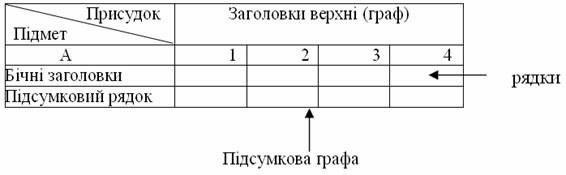 Присудок
Підмет
Заголовки верхні (граф)
А 1 2 3 4
Бічні заголовки
рядки
Підсумковий рядок
Підсумкова графа